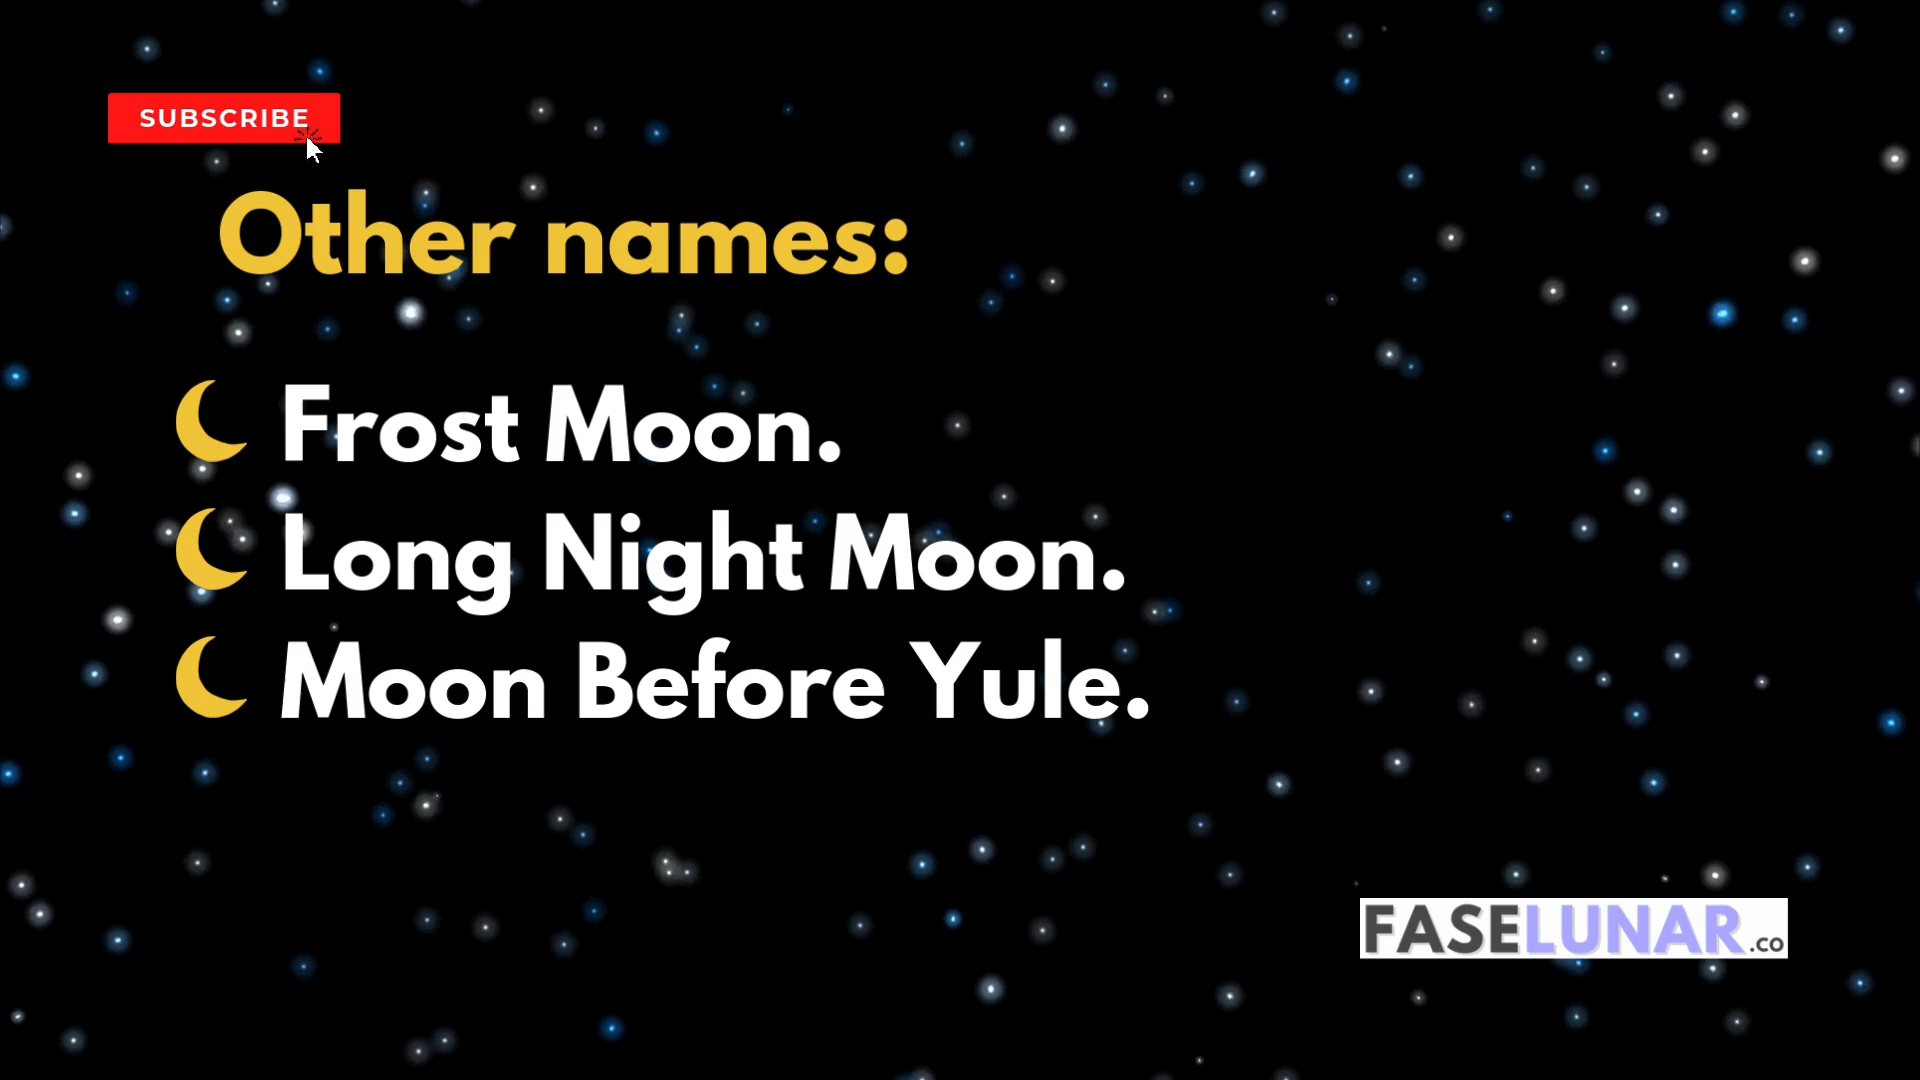 SUBSCRIBE
Other names:
Frost Moon.
Long Night Moon.
Moon Before Yule.
FASELUNAR.co